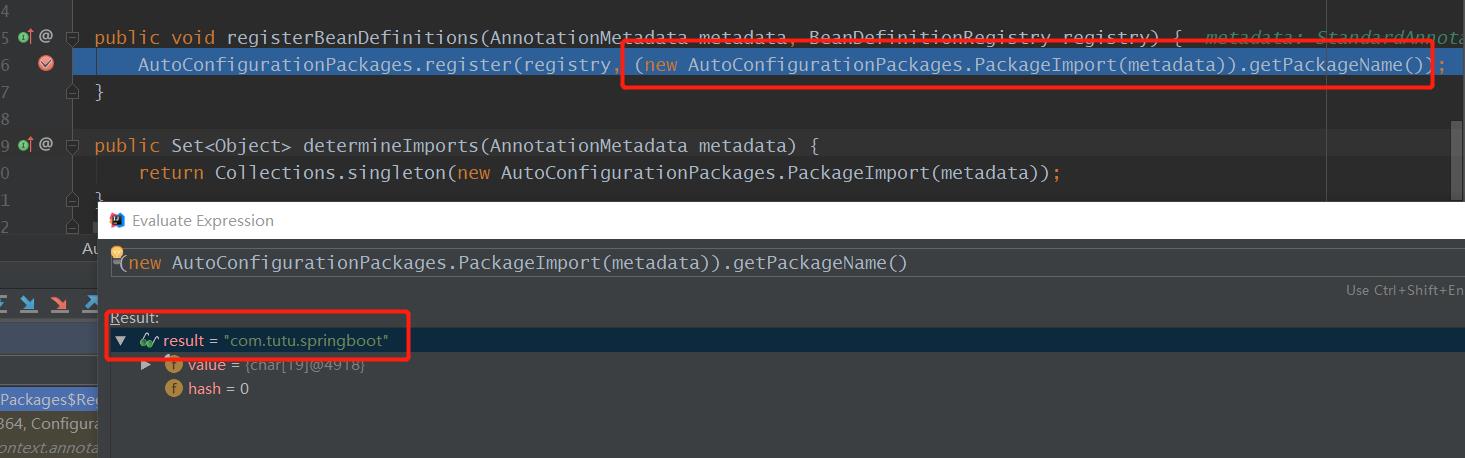 4
5 @ public void registerBeanDefinitions(AnnotationMetadata metadata, BeanDefinitionRegistry registry) { metadata: StandardAnnota
6 AutoConfigurationPackages.register(registry, (new AutoConfigurationPackages.PackageImport(metadata)).getPackageName());
7 }
8
9 @ public Set<Object> determineImports(AnnotationMetadata metadata) {
0 return Collections.singleton(new AutoConfigurationPackages.PackageImport(metadata));
1 }
2
Evaluate Expression
Au
(new AutoConfigurationPackages.PackageImport(metadata)).getPackageName()
Use Ctrl+Shift+En
Result:
result = "com.tutu.springboot"
value = {char[19]@4918}
f hash = 0
Packages$Reg
364, Configura
ontext.annota